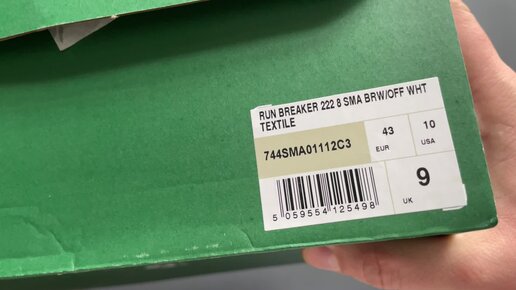 RUN BREAKER 222 8 SMA BRW/OFF WHT
TEXTILE
744SMA01112C3
43
EUR
10
USA
5 059554 125498
9
UK